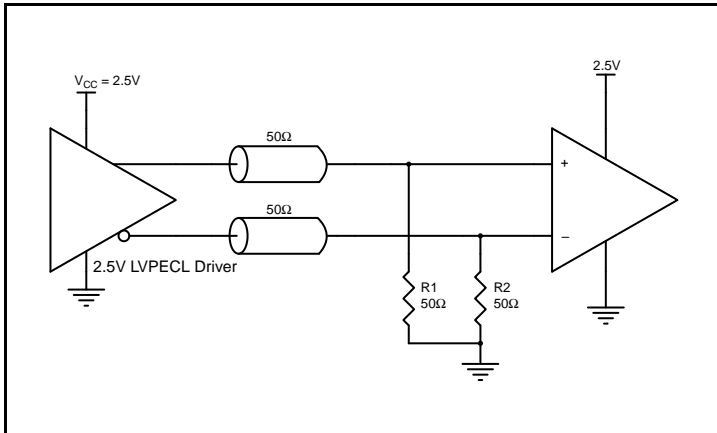 V_CC = 2.5V
2.5V
50Ω
50Ω
+
–
2.5V LVPECL Driver
R1
50Ω
R2
50Ω